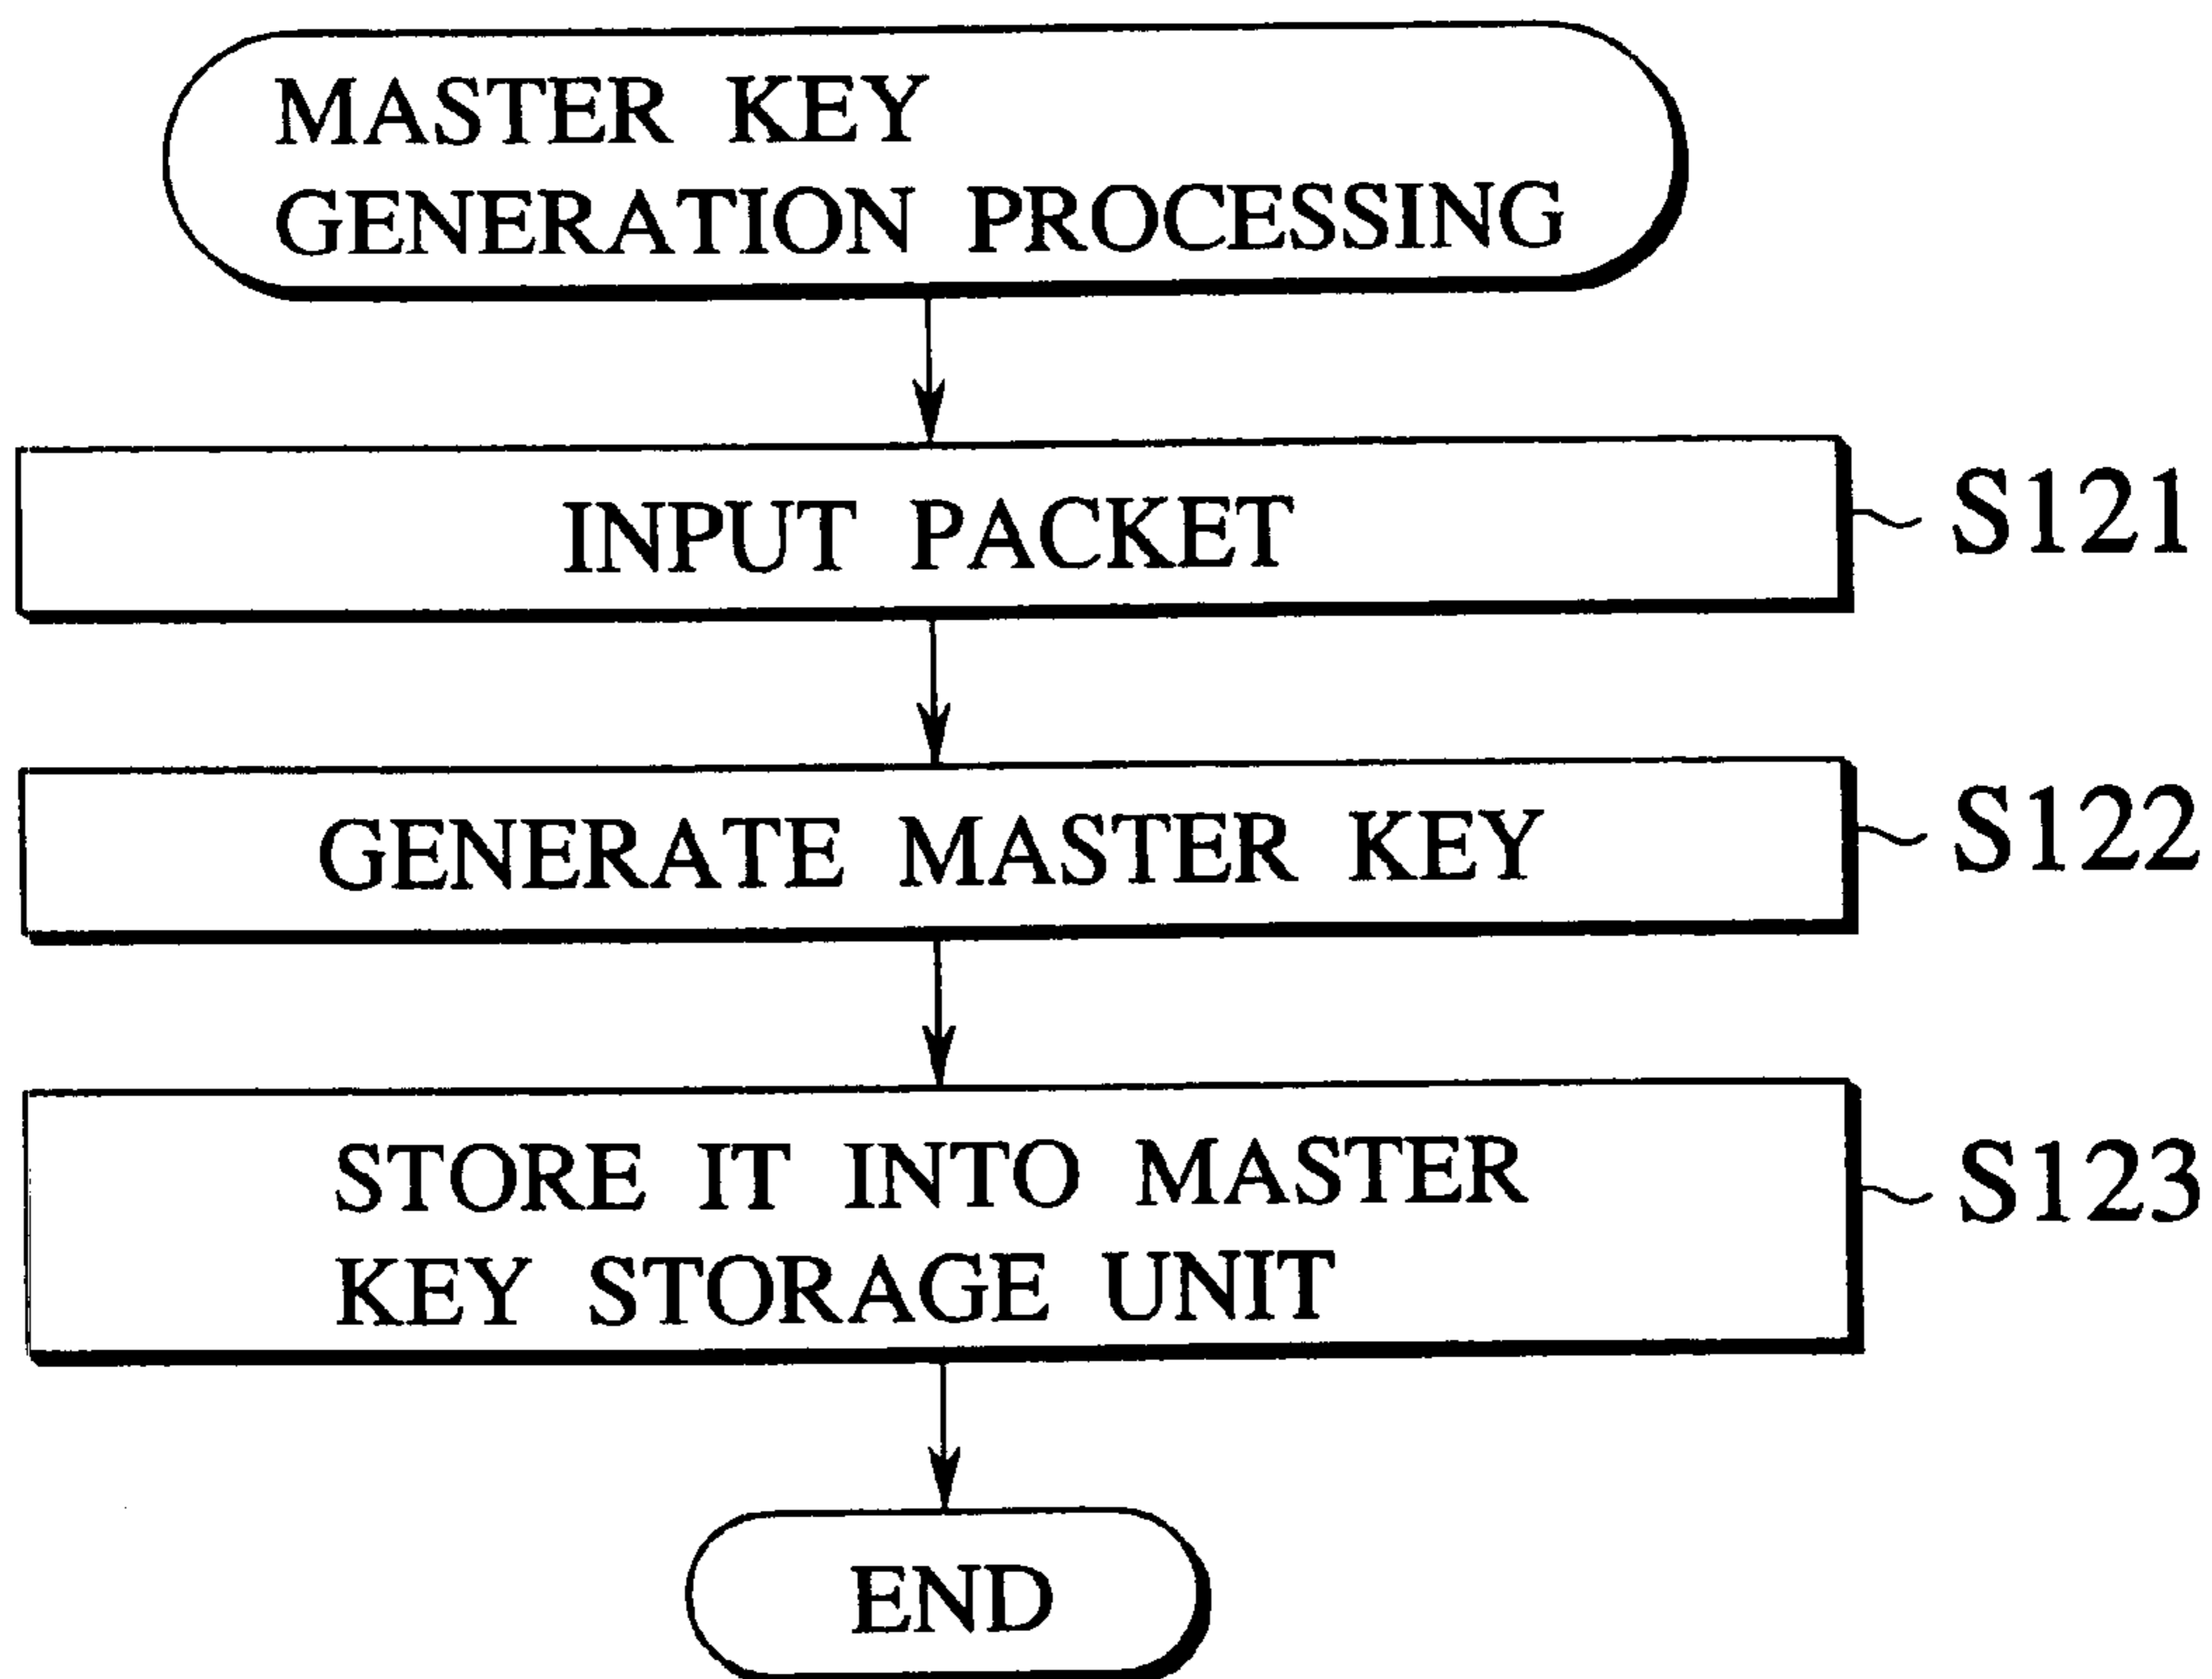 MASTER KEY
GENERATION PROCESSING
INPUT PACKET
S121
GENERATE MASTER KEY
S122
STORE IT INTO MASTER
KEY STORAGE UNIT
S123
END